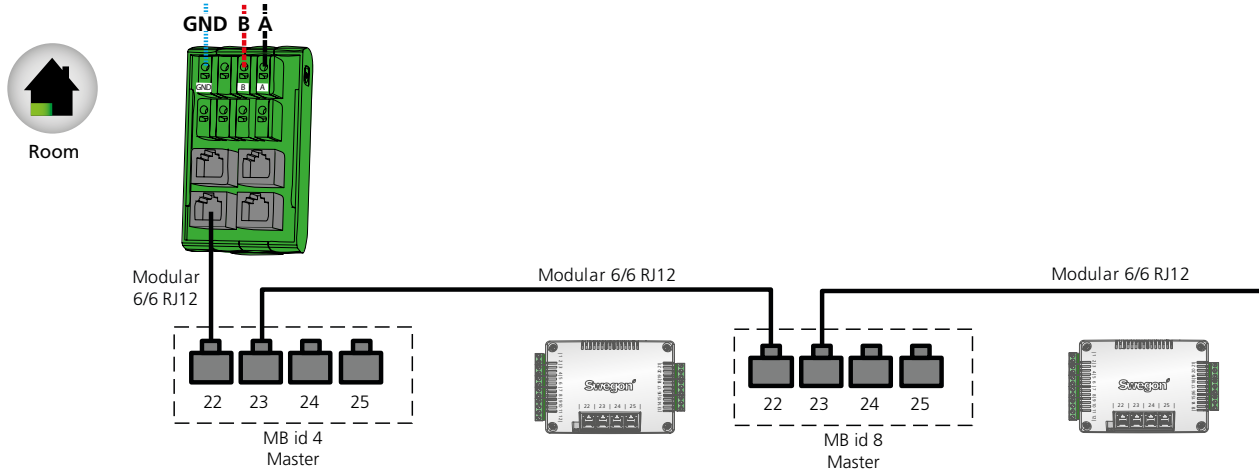 GND B A
GND B A
Room
Modular
6/6 RJ12
Modular 6/6 RJ12
Modular 6/6 RJ12
22 23 24 25
MB id 4
Master
Swegon
22 | 23 | 24 | 25
22 23 24 25
MB id 8
Master
Swegon
22 | 23 | 24 | 25